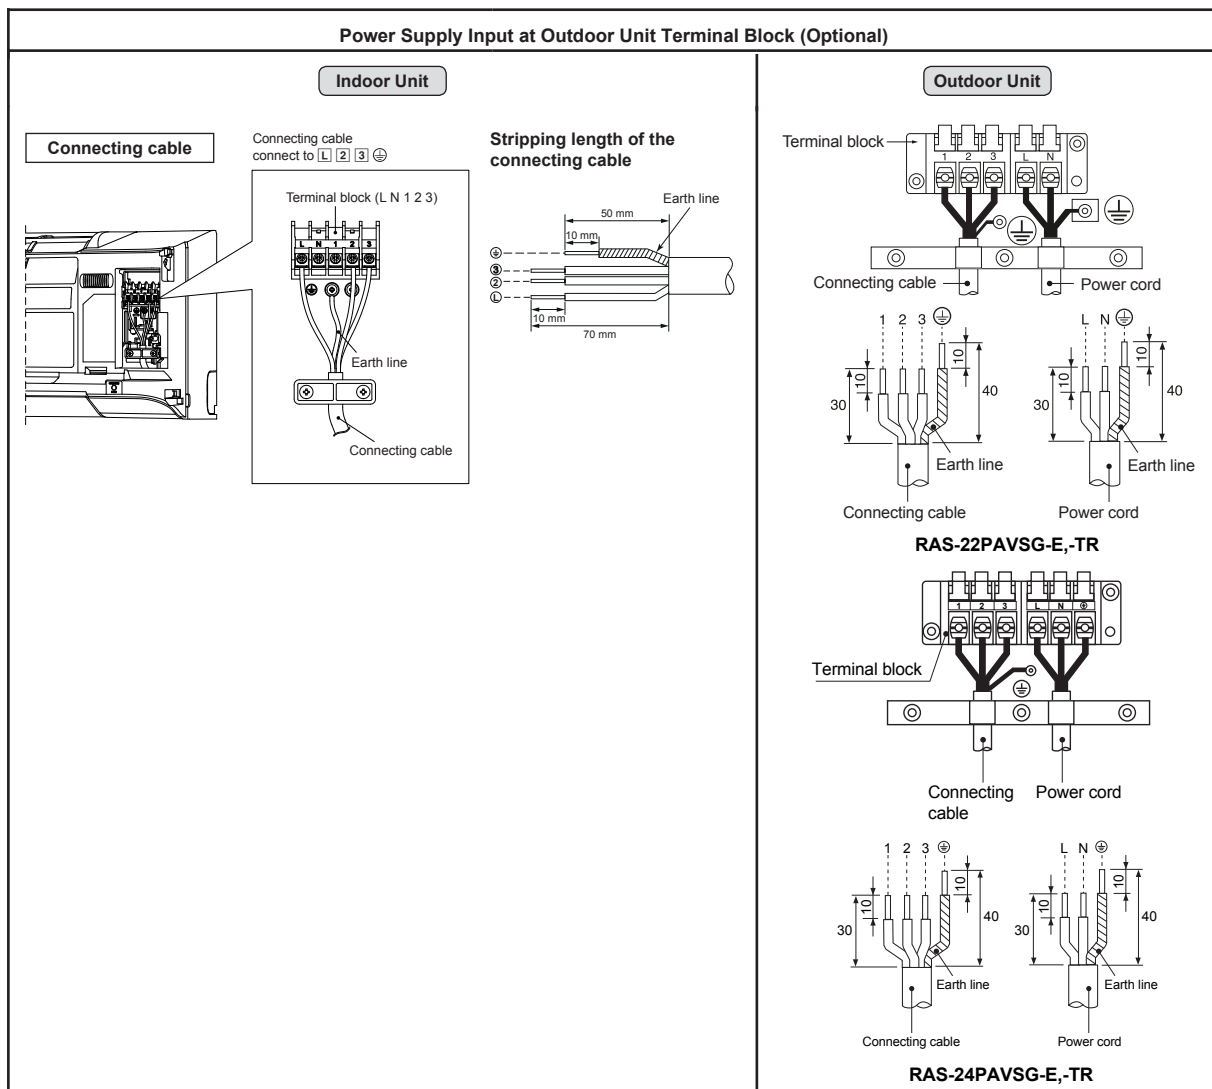 Power Supply Input at Outdoor Unit Terminal Block (Optional)
Indoor Unit
Connecting cable
Connecting cable
connect to L 2 3 ⏚
Terminal block (L N 1 2 3)
L N 1 2 3
Earth line
Connecting cable
Stripping length of the
connecting cable
50 mm
Earth line
10 mm
⏚
③
②
Ⓛ
10 mm
70 mm
Outdoor Unit
Terminal block
1 2 3 L N
⏚ ⏚
Connecting cable
Power cord
1 2 3 ⏚
10
10
30
40
Earth line
Connecting cable
L N ⏚
10
10
30
40
Earth line
Power cord
RAS-22PAVSG-E,-TR
1 2 3 L N ⏚
Terminal block
⏚
Connecting
cable
Power cord
1 2 3 ⏚
10
10
30
40
Earth line
Connecting cable
L N ⏚
10
10
30
40
Earth line
Power cord
RAS-24PAVSG-E,-TR